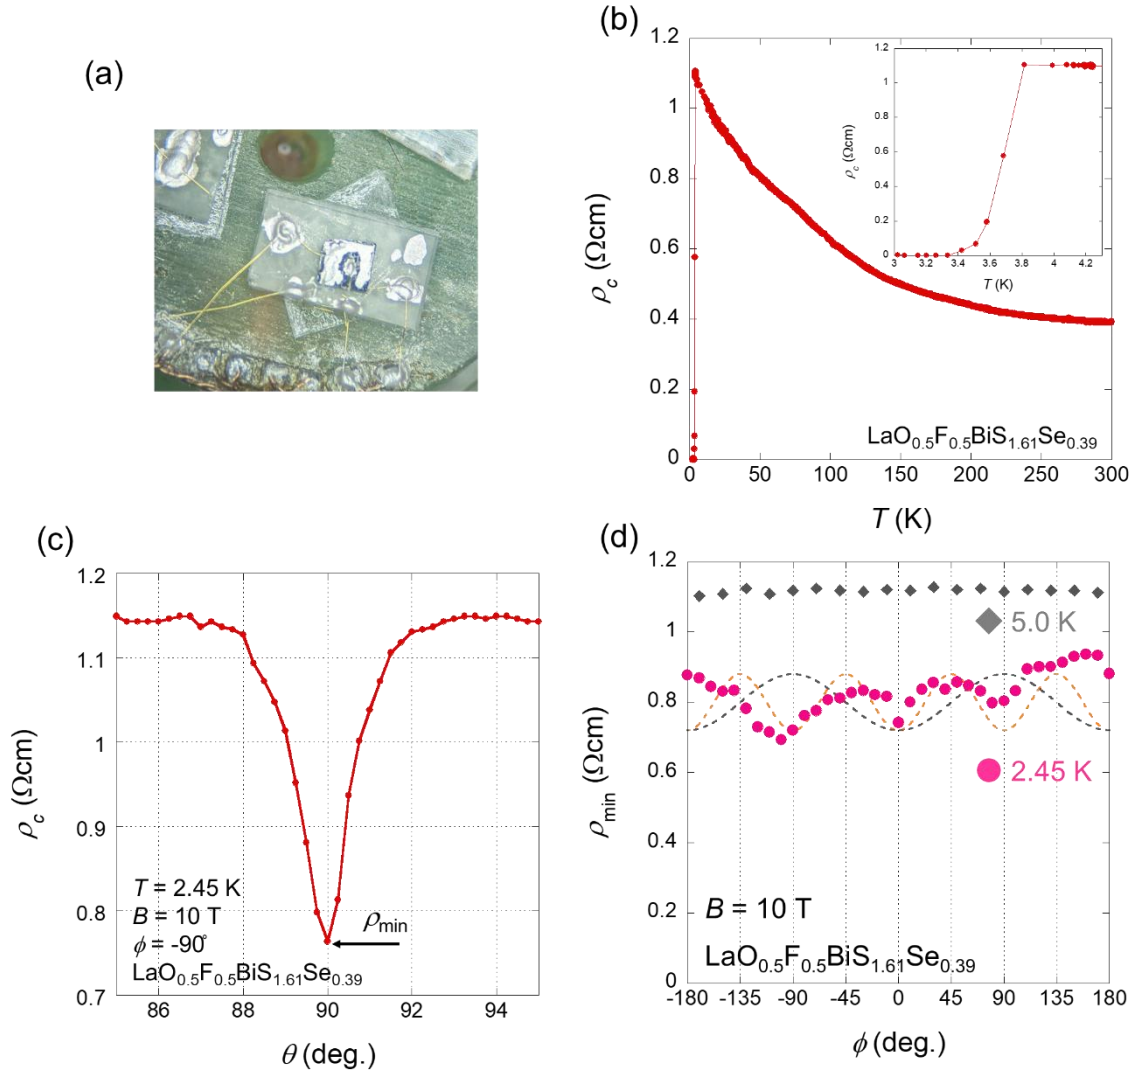 (a)
(b)
1.2
1
0.8
0.6
0.4
0.2
0
ρc (Ωcm)
0 50 100 150 200 250 300
T (K)
LaO0.5F0.5BiS1.61Se0.39
1.2
1
0.8
0.6
0.4
0.2
0
ρc (Ωcm)
3 3.2 3.4 3.6 3.8 4 4.2
T (K)
(c)
1.2
1.1
1
0.9
0.8
0.7
ρc (Ωcm)
T = 2.45 K
B = 10 T
ϕ = -90°
LaO0.5F0.5BiS1.61Se0.39
ρmin
86 88 90 92 94
θ (deg.)
(d)
1.2
1
0.8
0.6
0.4
0.2
0
ρmin (Ωcm)
5.0 K
2.45 K
B = 10 T
LaO0.5F0.5BiS1.61Se0.39
-180 -135 -90 -45 0 45 90 135 180
ϕ (deg.)